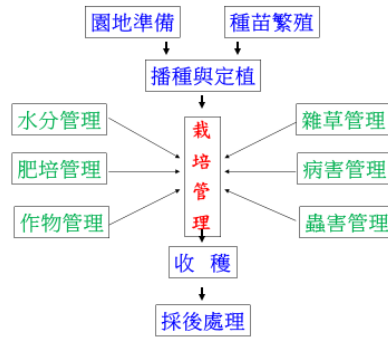 園地準備
種苗繁殖
播種與定植
水分管理
肥培管理
作物管理
栽
培
管
理
雜草管理
病害管理
蟲害管理
收 穫
採後處理